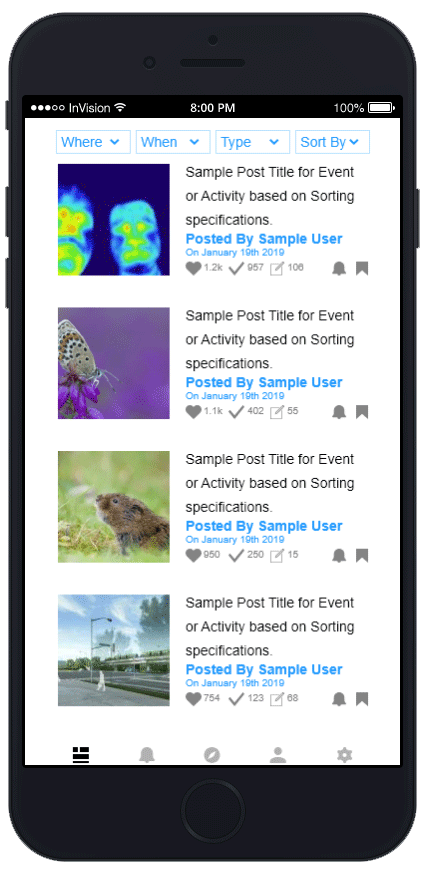 InVision 8:00 PM 100%
Where When Type Sort By
Sample Post Title for Event
or Activity based on Sorting
specifications.
Posted By Sample User
On January 19th 2019
1.2k 957 106
Sample Post Title for Event
or Activity based on Sorting
specifications.
Posted By Sample User
On January 19th 2019
1.1k 402 55
Sample Post Title for Event
or Activity based on Sorting
specifications.
Posted By Sample User
On January 19th 2019
950 250 15
Sample Post Title for Event
or Activity based on Sorting
specifications.
Posted By Sample User
On January 19th 2019
754 123 68